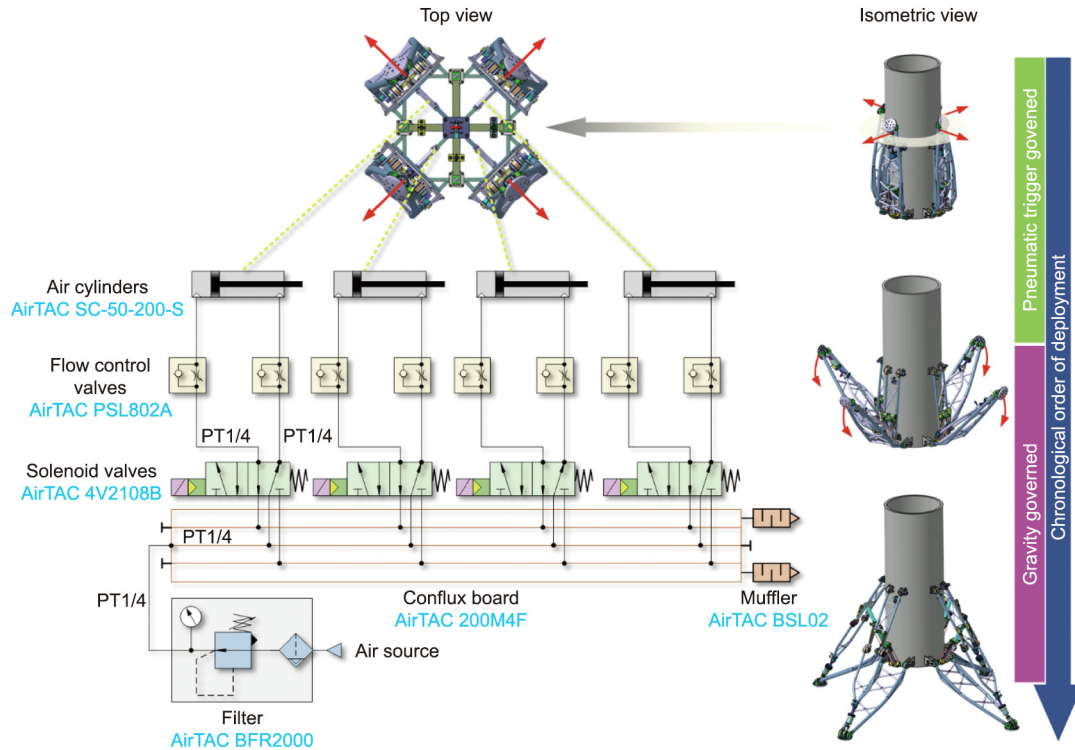 Top view
Isometric view
Air cylinders
AirTAC SC-50-200-S
Flow control
valves
AirTAC PSL802A
PT1/4
PT1/4
Solenoid valves
AirTAC 4V2108B
PT1/4
PT1/4
Conflux board
AirTAC 200M4F
Muffler
AirTAC BSL02
Air source
Filter
AirTAC BFR2000
Pneumatic trigger govened
Gravity governed
Chronological order of deployment